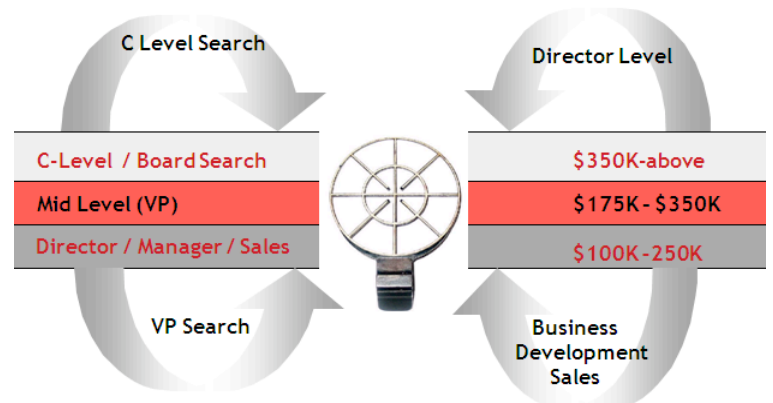 C Level Search
Director Level
C-Level / Board Search
$350K-above
Mid Level (VP)
$175K - $350K
Director / Manager / Sales
$100K-250K
VP Search
Business
Development
Sales